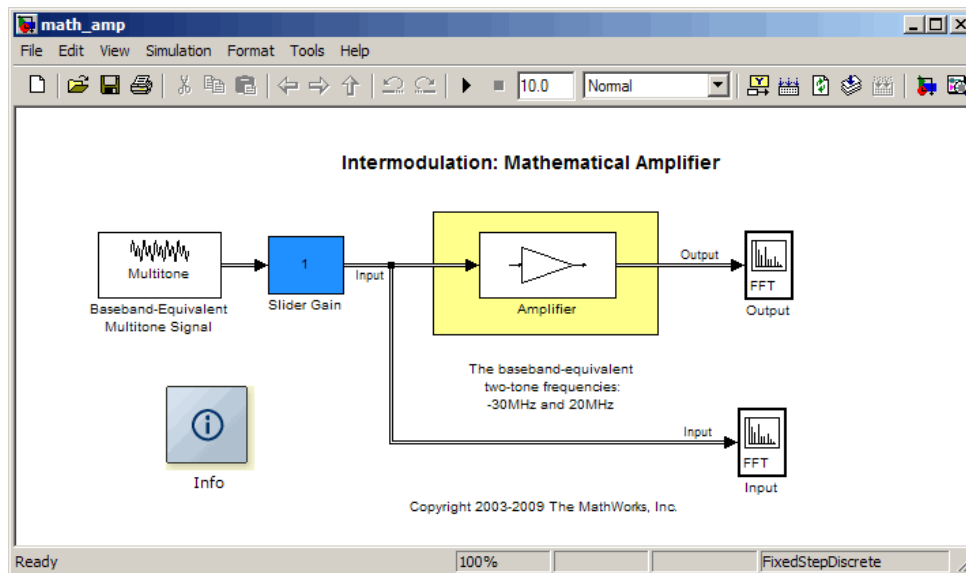 math_amp
File Edit View Simulation Format Tools Help
10.0 Normal
Intermodulation: Mathematical Amplifier
Multitone
Baseband-Equivalent
Multitone Signal
1
Slider Gain
Input
Amplifier
Output
FFT
Output
The baseband-equivalent
two-tone frequencies:
-30MHz and 20MHz
Info
Input
FFT
Input
Copyright 2003-2009 The MathWorks, Inc.
Ready 100% FixedStepDiscrete